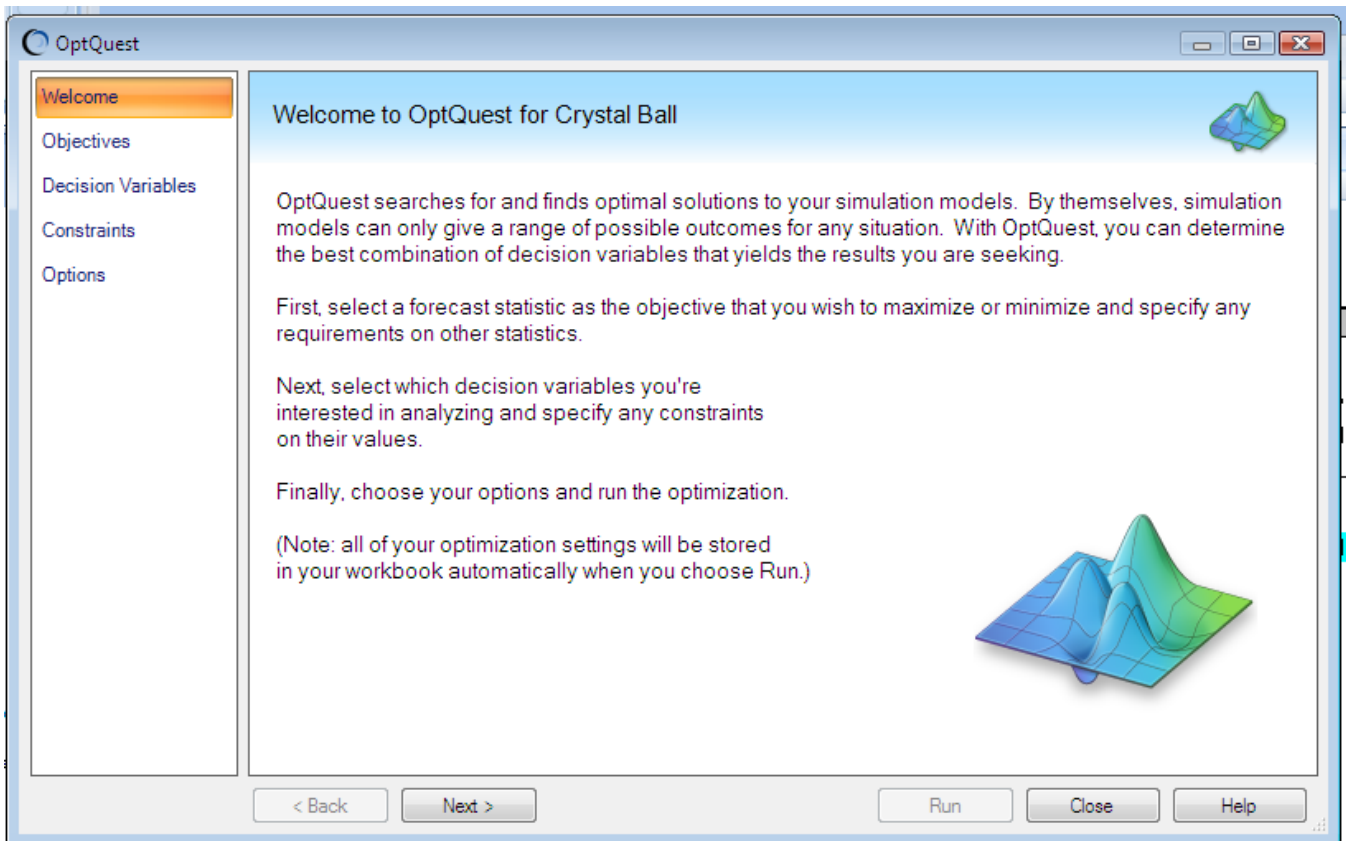 OptQuest
Welcome
Objectives
Decision Variables
Constraints
Options
Welcome to OptQuest for Crystal Ball
OptQuest searches for and finds optimal solutions to your simulation models. By themselves, simulation
models can only give a range of possible outcomes for any situation. With OptQuest, you can determine
the best combination of decision variables that yields the results you are seeking.
First, select a forecast statistic as the objective that you wish to maximize or minimize and specify any
requirements on other statistics.
Next, select which decision variables you're
interested in analyzing and specify any constraints
on their values.
Finally, choose your options and run the optimization.
(Note: all of your optimization settings will be stored
in your workbook automatically when you choose Run.)
< Back
Next >
Run
Close
Help